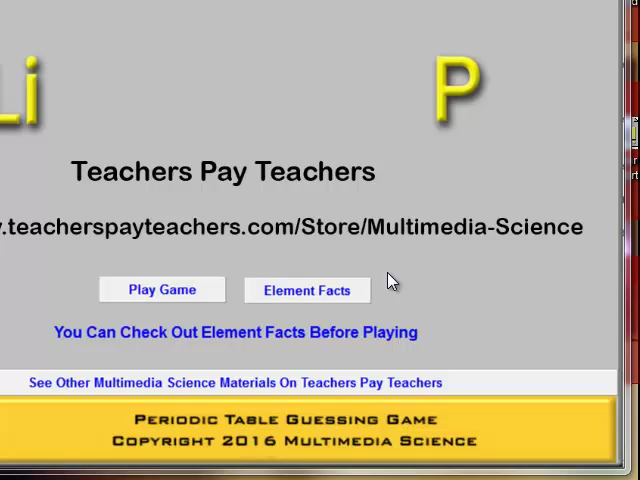 Li P
Teachers Pay Teachers
.teacherspayteachers.com/Store/Multimedia-Science
Play Game Element Facts
You Can Check Out Element Facts Before Playing
See Other Multimedia Science Materials On Teachers Pay Teachers
Periodic Table Guessing Game
Copyright 2016 Multimedia Science